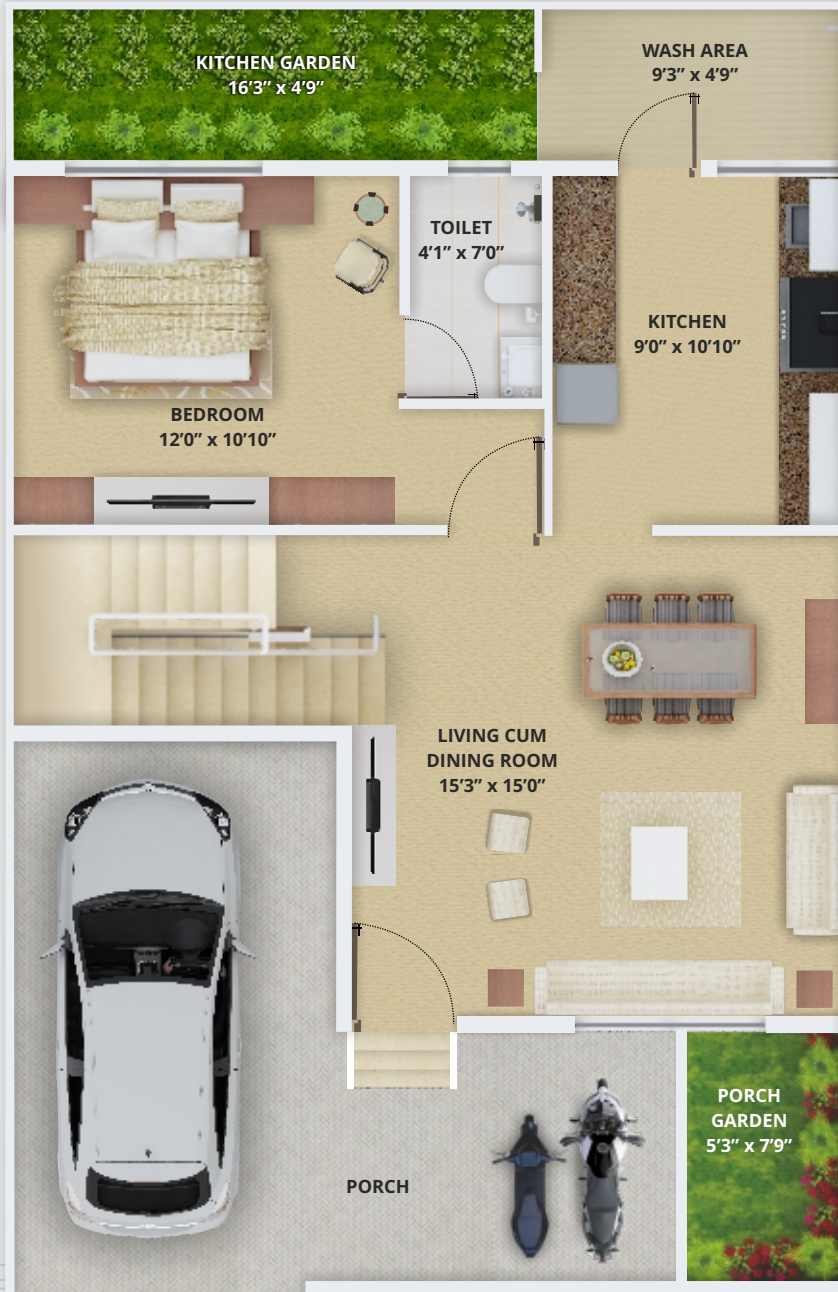 KITCHEN GARDEN
16’3” x 4’9”
WASH AREA
9’3” x 4’9”
TOILET
4’1” x 7’0”
KITCHEN
9’0” x 10’10”
BEDROOM
12’0” x 10’10”
LIVING CUM
DINING ROOM
15’3” x 15’0”
PORCH
GARDEN
5’3” x 7’9”
PORCH